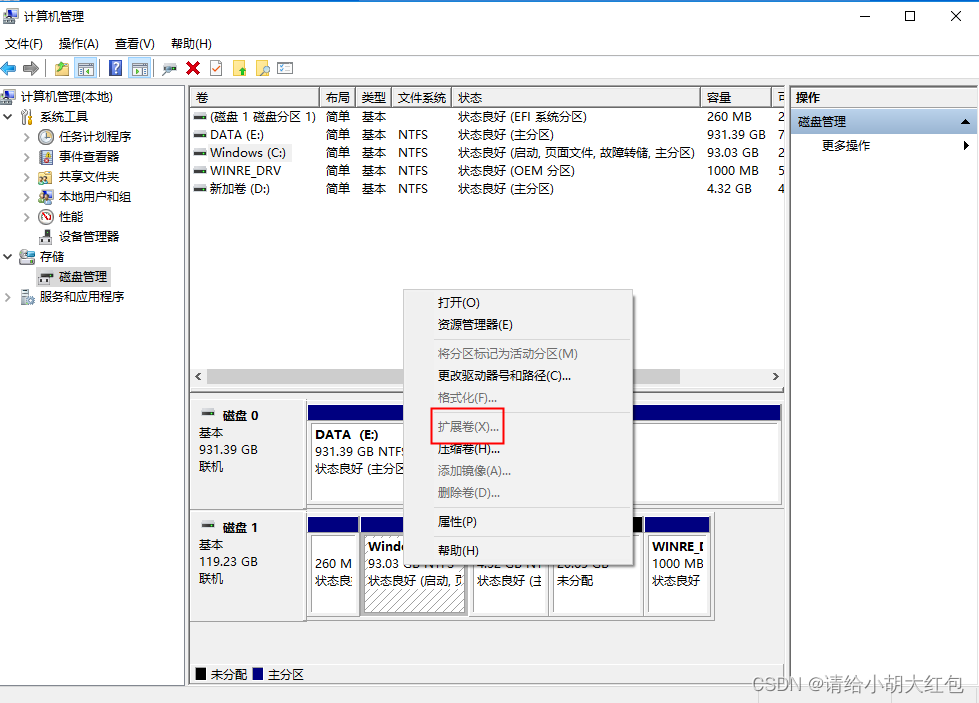 计算机管理
文件(F) 操作(A) 查看(V) 帮助(H)
计算机管理(本地)
系统工具
任务计划程序
事件查看器
共享文件夹
本地用户和组
性能
设备管理器
存储
磁盘管理
服务和应用程序
卷 布局 类型 文件系统 状态 容量
(磁盘 1 磁盘分区 1) 简单 基本 状态良好 (EFI 系统分区) 260 MB 2
DATA (E:) 简单 基本 NTFS 状态良好 (主分区) 931.39 GB 7
Windows (C:) 简单 基本 NTFS 状态良好 (启动, 页面文件, 故障转储, 主分区) 93.03 GB 2
WINRE_DRV 简单 基本 NTFS 状态良好 (OEM 分区) 1000 MB 5
新加卷 (D:) 简单 基本 NTFS 状态良好 (主分区) 4.32 GB 4
操作
磁盘管理
更多操作
打开(O)
资源管理器(E)
将分区标记为活动分区(M)
更改驱动器号和路径(C)...
格式化(F)...
扩展卷(X)...
压缩卷(H)...
添加镜像(A)...
删除卷(D)...
属性(P)
帮助(H)
磁盘 0
基本
931.39 GB
联机
DATA (E:)
931.39 GB NTF
状态良好 (主分区
磁盘 1
基本
119.23 GB
联机
260 M
状态良
Windo
93.03 GB NTFS
状态良好 (启动, 页
4.32 GB NTF
状态良好 (主
GB
未分配
WINRE_D
1000 MB
状态良好
未分配 主分区
CSDN @请给小胡大红包